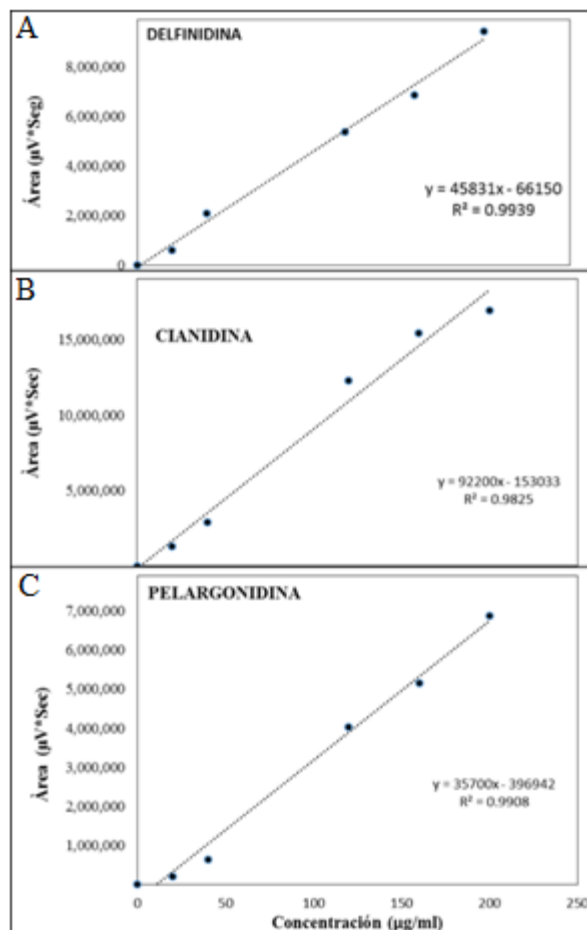 A
DELFINIDINA
Área (µV*Seg)
8,000,000
6,000,000
4,000,000
2,000,000
0
y = 45831x - 66150
R² = 0.9939
B
CIANIDINA
Àrea (µV*Sec)
15,000,000
10,000,000
5,000,000
y = 92200x - 153033
R² = 0.9825
C
PELARGONIDINA
Àrea (µV*Sec)
7,000,000
6,000,000
5,000,000
4,000,000
3,000,000
2,000,000
1,000,000
y = 35700x - 396942
R² = 0.9908
0 50 100 150 200 250
Concentración (µg/ml)